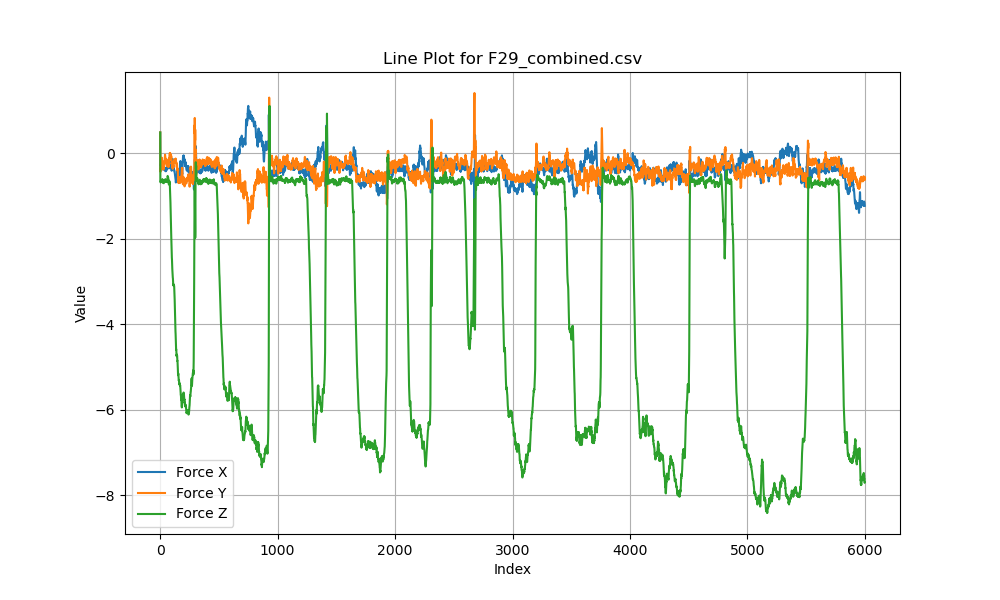 Line Plot for F29_combined.csv
Value
0
−2
−4
−6
−8
Force X
Force Y
Force Z
0 1000 2000 3000 4000 5000 6000
Index